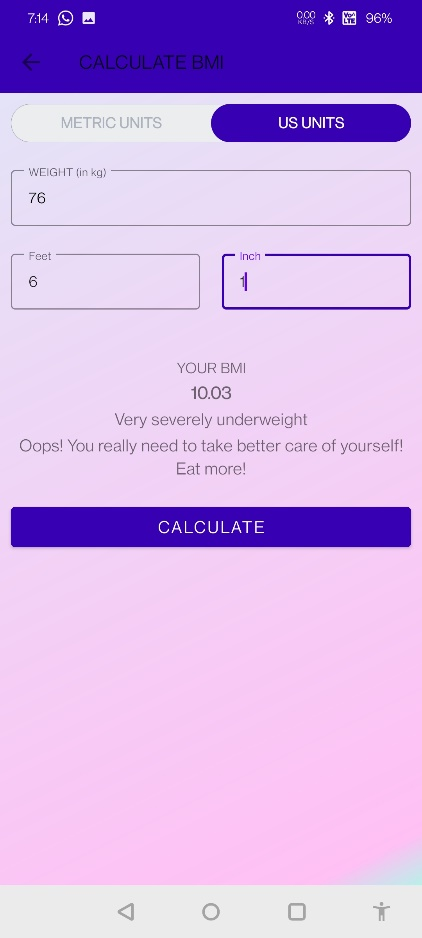 7:14 0.00 KB/S Vo) LTE 96%
CALCULATE BMI
METRIC UNITS US UNITS
WEIGHT (in kg)
76
Feet Inch
6 1
YOUR BMI
10.03
Very severely underweight
Oops! You really need to take better care of yourself!
Eat more!
CALCULATE